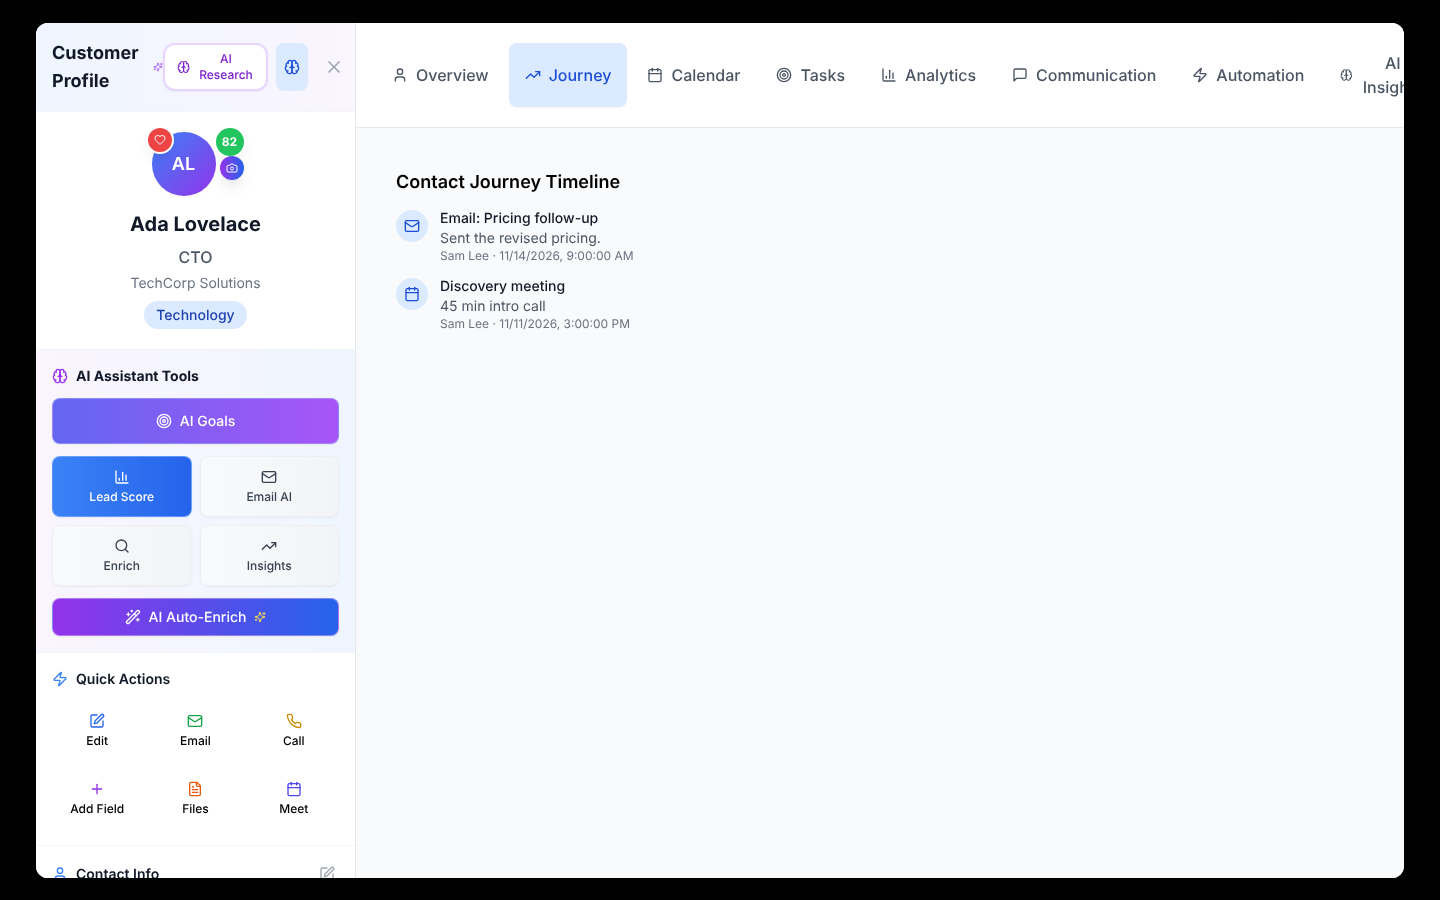 Customer
Profile
AI
Research
AL
82
Ada Lovelace
CTO
TechCorp Solutions
Technology
AI Assistant Tools
AI Goals
Lead Score
Email AI
Enrich
Insights
AI Auto-Enrich
Quick Actions
Edit
Email
Call
Add Field
Files
Meet
Contact Info
Overview
Journey
Calendar
Tasks
Analytics
Communication
Automation
AI
Contact Journey Timeline
Email: Pricing follow-up
Sent the revised pricing.
Sam Lee · 11/14/2026, 9:00:00 AM
Discovery meeting
45 min intro call
Sam Lee · 11/11/2026, 3:00:00 PM